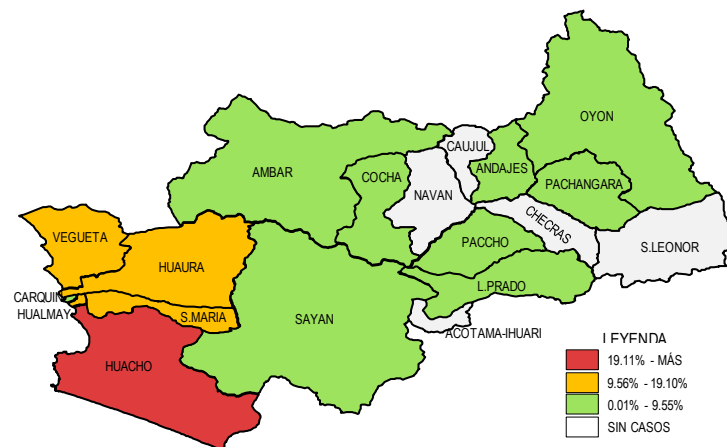 OYON
CAUJUL
AMBAR
COCHA
ANDAJES
NAVAN
PACHANGARA
CHECRAS
VEGUETA
PACCHO
S.LEONOR
HUAURA
L.PRADO
CARQUIN
HUALMAY
S.MARIA
SAYAN
ACOTAMA-IHUARI
HUACHO
LEYENDA
19.11% - MÁS
9.56% - 19.10%
0.01% - 9.55%
SIN CASOS